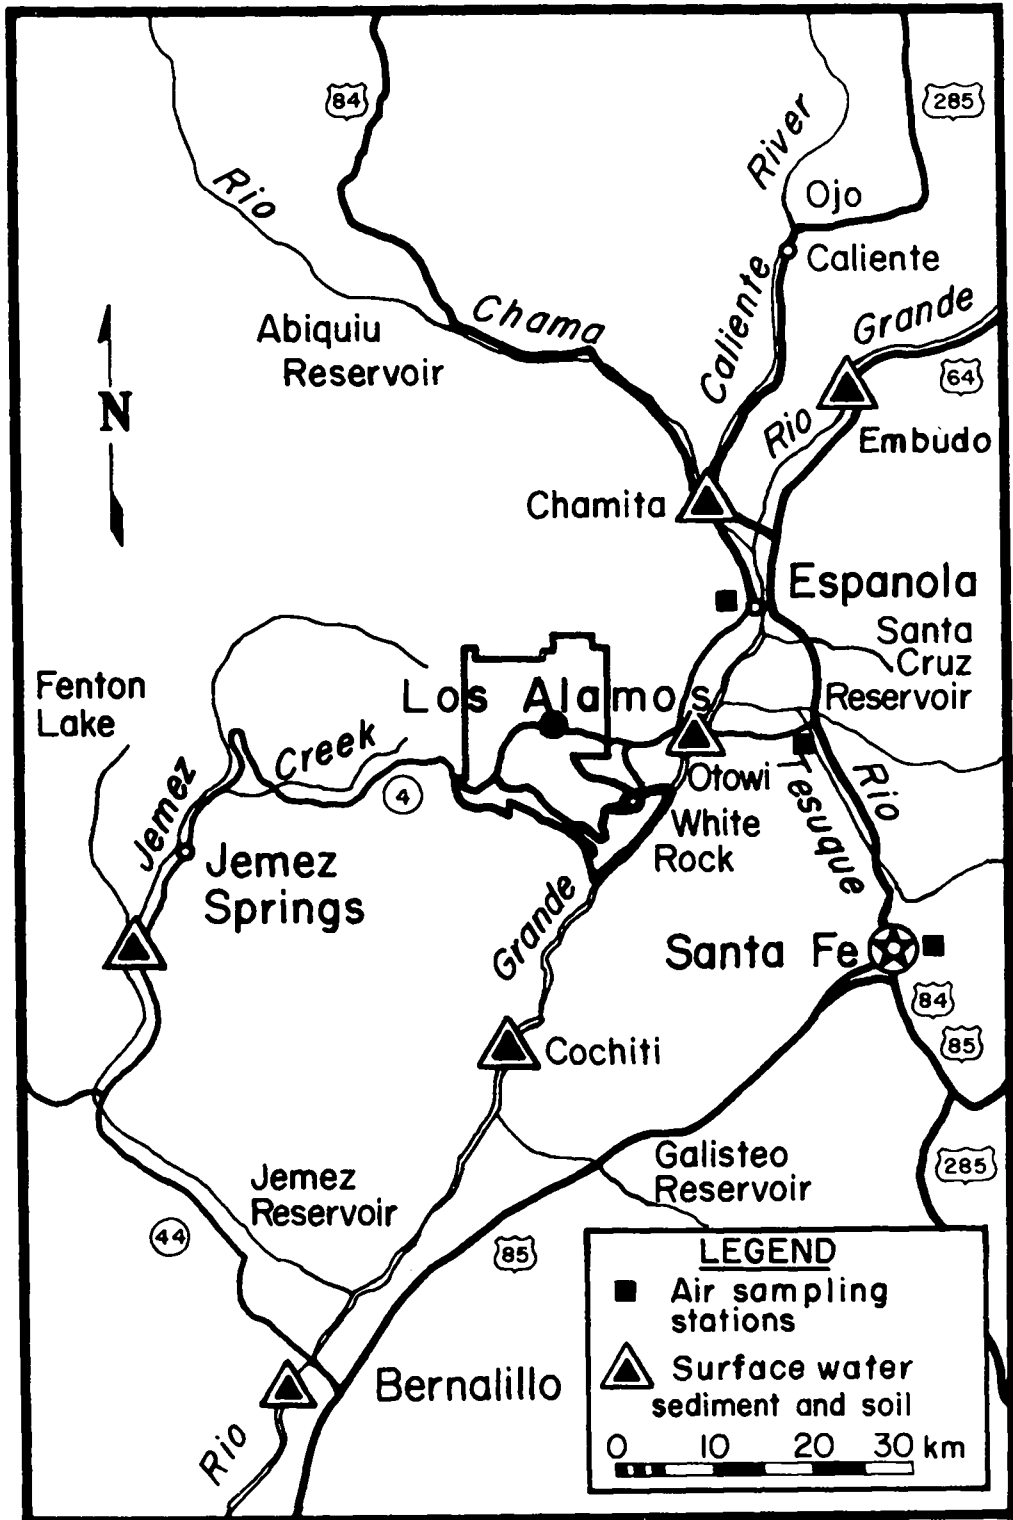 84
285
River
Rio
Ojo
Caliente
Caliente
Grande
Chama
Abiquiu
Reservoir
64
N
Rio
Embudo
Chamita
Espanola
Santa
Cruz
Reservoir
Fenton
Lake
Los Alamos
Creek
4
Jemez
Otowi
Rio
Tesuque
White
Rock
Jemez
Springs
Grande
Santa Fe
84
85
Cochiti
Galisteo
Reservoir
285
Jemez
Reservoir
44
85
LEGEND
Air sampling
stations
Surface water
sediment and soil
0 10 20 30 km
Bernalillo
Rio